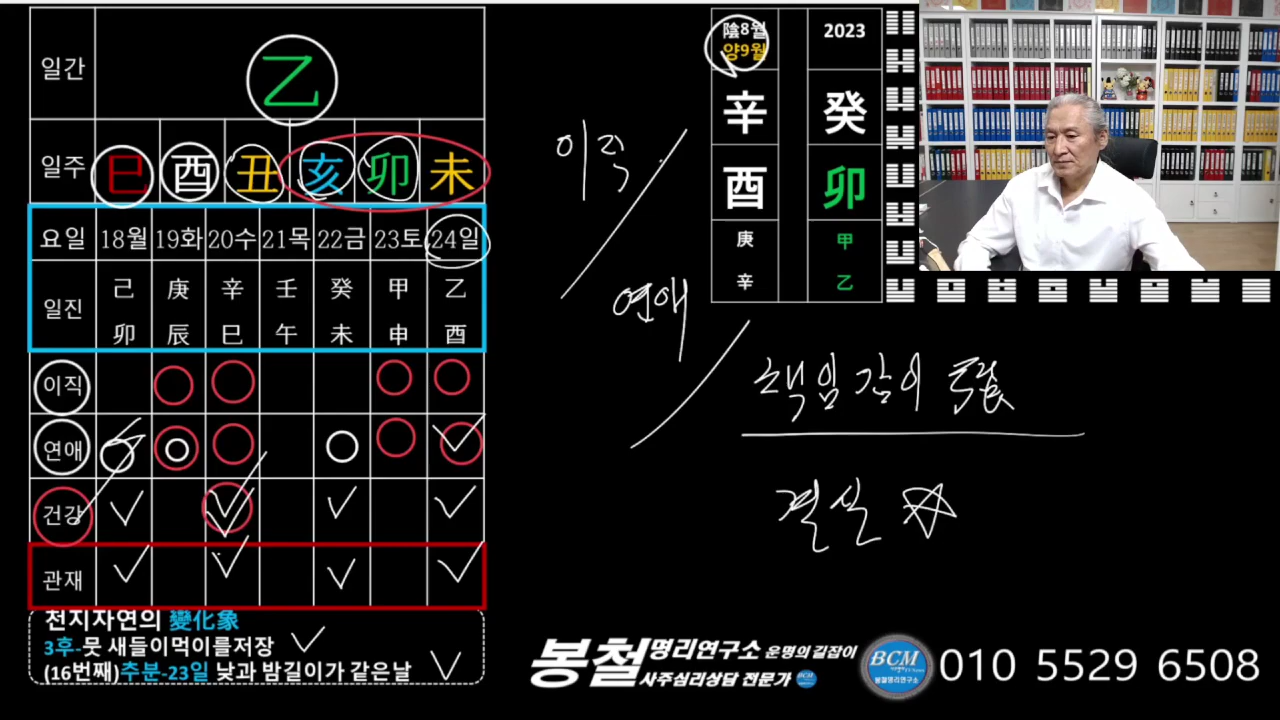 일간 乙
일주 巳 酉 丑 亥 卯 未
요일 18월 19화 20수 21목 22금 23토 24일
일진 己 庚 辛 壬 癸 甲 乙
卯 辰 巳 午 未 申 酉
이직
연애
건강
관재
천지자연의 變化象
3후-뭇 새들이먹이를저장
(16번째)추분-23일 낮과 밤길이가 같은날
이직
연애
책임감이
결실
陰8월 2023
양9월
辛 癸
酉 卯
庚 甲
辛 乙
봉철 명리연구소 운명의 길잡이
사주심리상담 전문가
BCM
봉철명리연구소
010 5529 6508